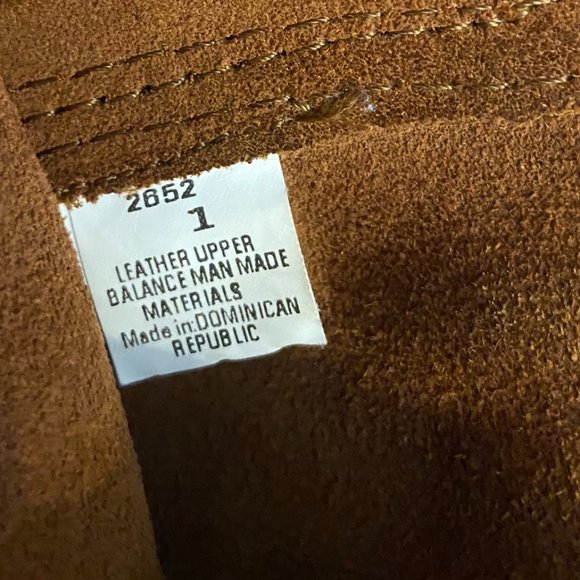 2652
1
LEATHER UPPER
BALANCE MAN MADE
MATERIALS
Made in:DOMINICAN
REPUBLIC